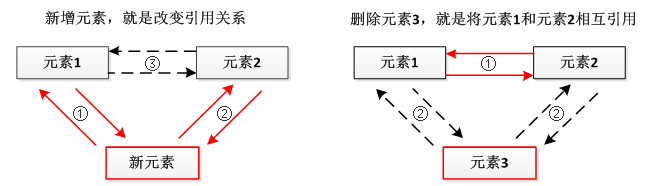 新增元素，就是改变引用关系
元素1
③
元素2
①
②
新元素
删除元素3，就是将元素1和元素2相互引用
元素1
①
元素2
②
②
元素3